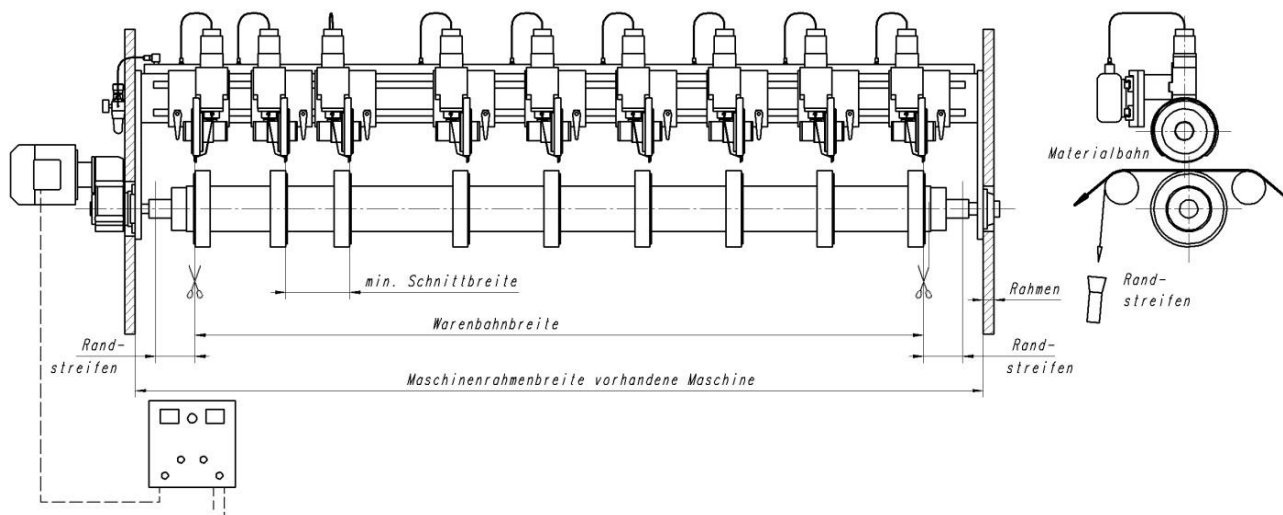 Materialbahn
min. Schnittbreite
Rand-
streifen
Rahmen
Warenbahnbreite
Rand-
streifen
Rand-
streifen
Maschinenrahmenbreite vorhandene Maschine